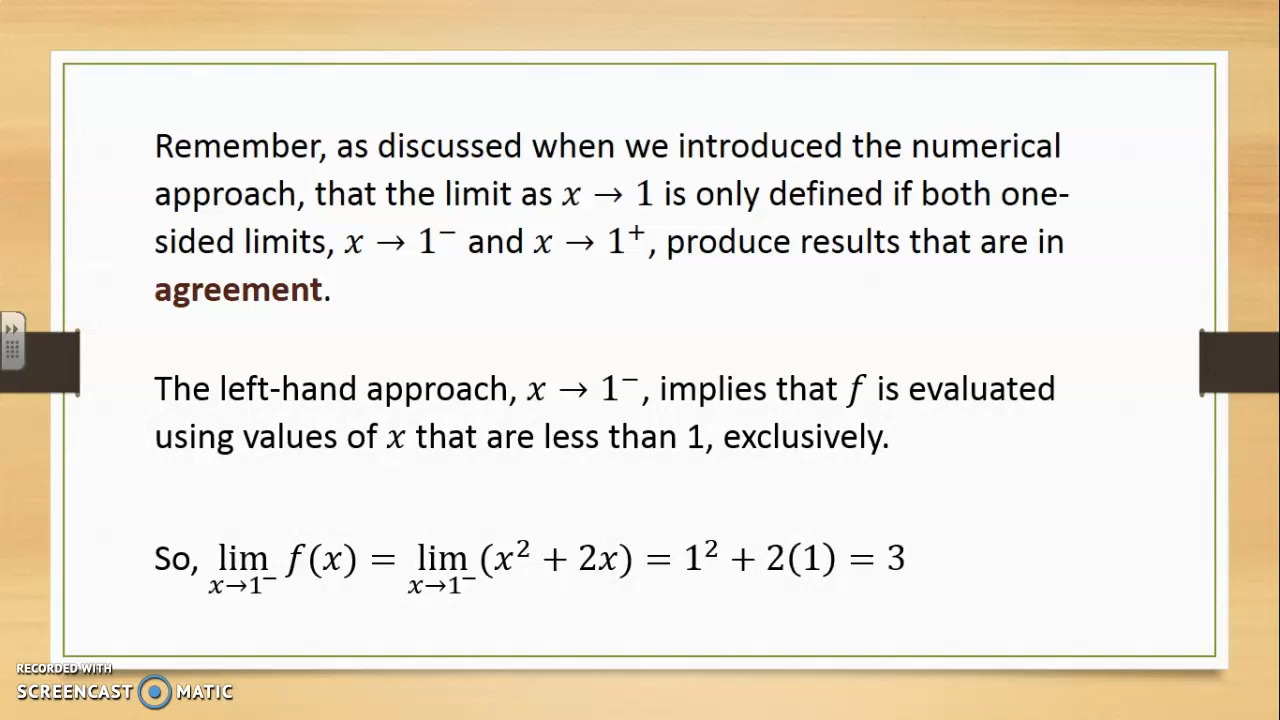 Remember, as discussed when we introduced the numerical
approach, that the limit as x → 1 is only defined if both one-
sided limits, x → 1⁻ and x → 1⁺, produce results that are in
agreement.
The left-hand approach, x → 1⁻, implies that f is evaluated
using values of x that are less than 1, exclusively.
So, lim f(x) = lim (x² + 2x) = 1² + 2(1) = 3
x→1⁻ x→1⁻
RECORDED WITH
SCREENCAST MATIC